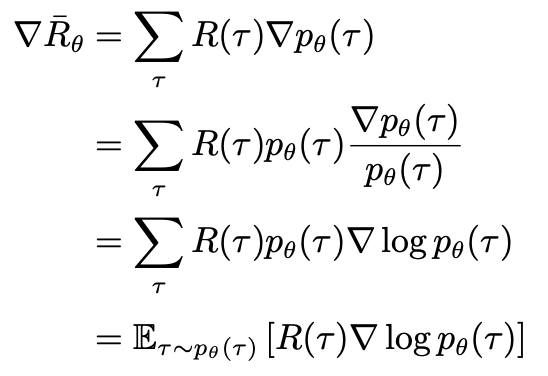 ∇R̄_θ = ∑_τ R(τ)∇p_θ(τ)
= ∑_τ R(τ)p_θ(τ) ∇p_θ(τ)/p_θ(τ)
= ∑_τ R(τ)p_θ(τ)∇ log p_θ(τ)
= 𝔼_{τ∼p_θ(τ)} [R(τ)∇ log p_θ(τ)]